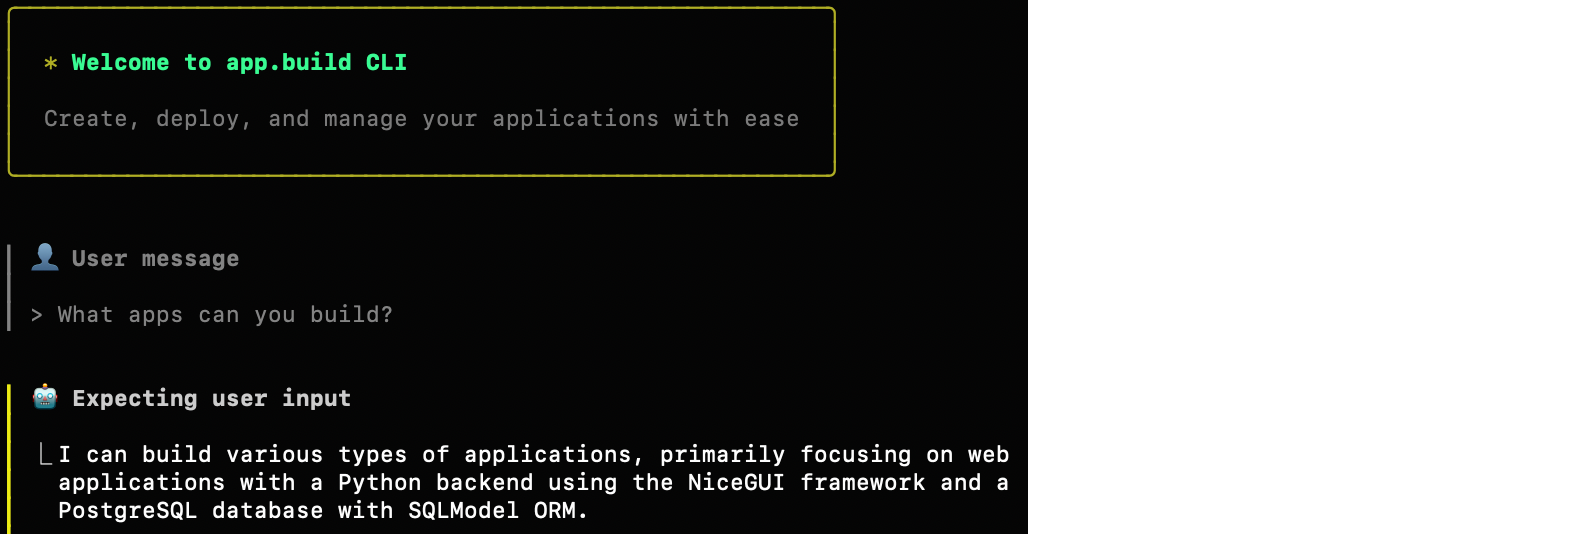 * Welcome to app.build CLI
Create, deploy, and manage your applications with ease
👤 User message
> What apps can you build?
🤖 Expecting user input
I can build various types of applications, primarily focusing on web
applications with a Python backend using the NiceGUI framework and a
PostgreSQL database with SQLModel ORM.